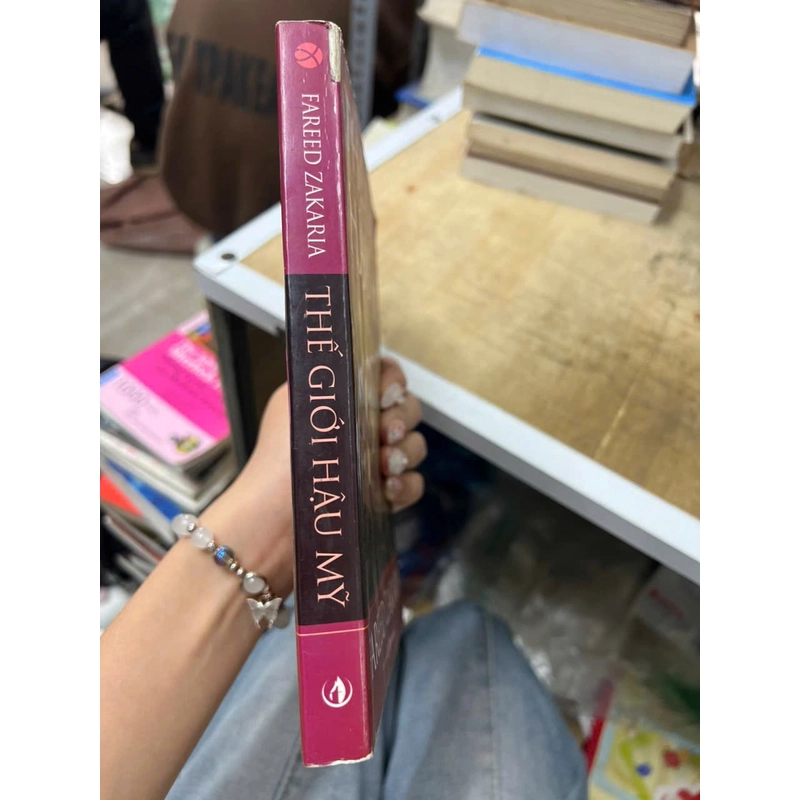 FAREED ZAKARIA
THẾ GIỚI HẬU MỸ